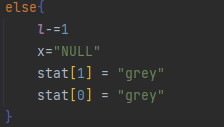 else{
    l-=1
    x="NULL"
    stat[1] = "grey"
    stat[0] = "grey"
}